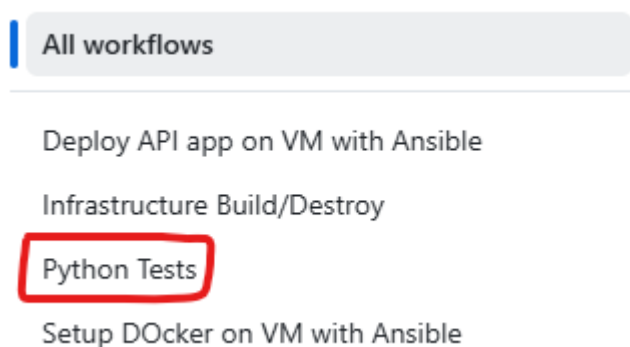 All workflows
Deploy API app on VM with Ansible
Infrastructure Build/Destroy
Python Tests
Setup DOcker on VM with Ansible